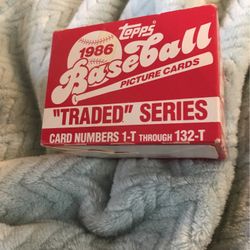 topps®
1986
Baseball
PICTURE CARDS
"TRADED" SERIES
CARD NUMBERS 1-T THROUGH 132-T